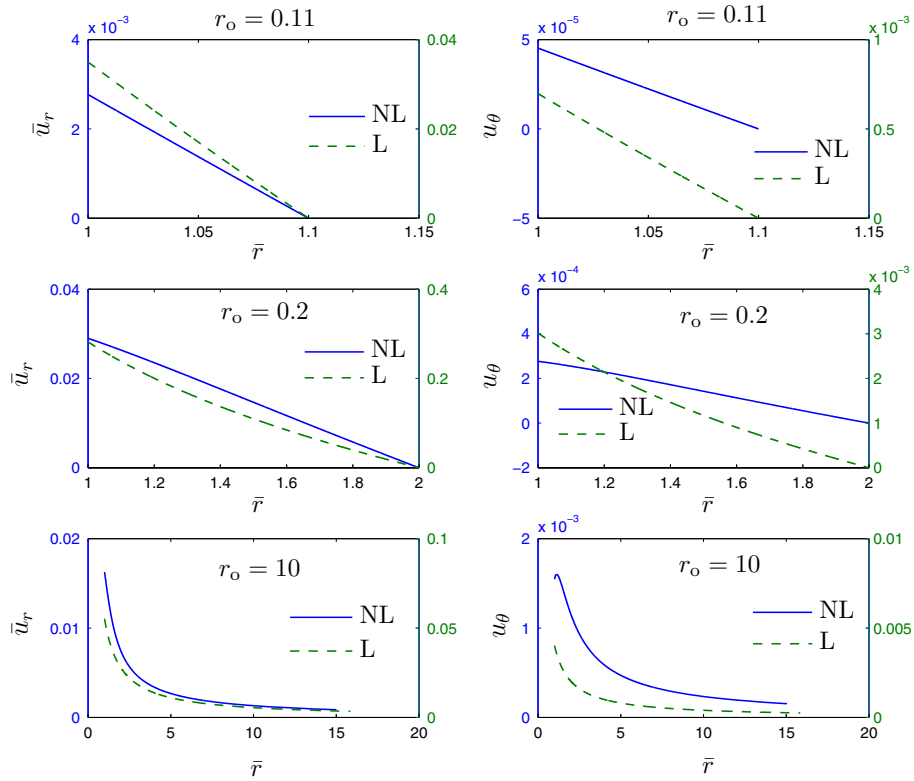 r_o = 0.11
x 10^-3
4
2
0
0.04
0.02
0
1 1.05 1.1 1.15
ū_r
r̄
NL
L
r_o = 0.11
x 10^-5
5
0
−5
x 10^-3
1
0.5
0
1 1.05 1.1 1.15
u_θ
r̄
NL
L
r_o = 0.2
0.04
0.02
0
0.4
0.2
0
1 1.2 1.4 1.6 1.8 2
ū_r
r̄
NL
L
r_o = 0.2
x 10^-4
6
4
2
0
−2
x 10^-3
4
3
2
1
0
1 1.2 1.4 1.6 1.8 2
u_θ
r̄
NL
L
r_o = 10
0.02
0.01
0
0.1
0.05
0
0 5 10 15 20
ū_r
r̄
NL
L
r_o = 10
x 10^-3
2
1
0
0.01
0.005
0
0 5 10 15 20
u_θ
r̄
NL
L